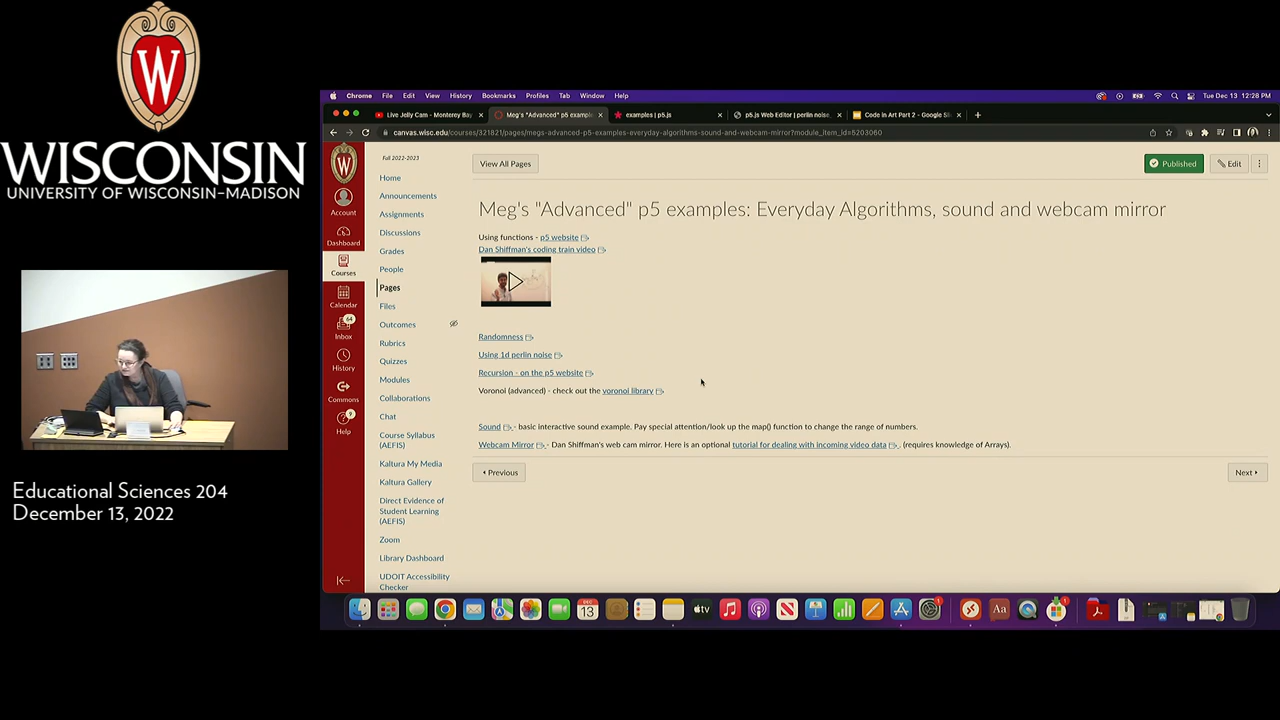 W
WISCONSIN
UNIVERSITY OF WISCONSIN–MADISON
Educational Sciences 204
December 13, 2022
Chrome File Edit View History Bookmarks Profiles Tab Window Help
Tue Dec 13 12:28 PM
Live Jelly Cam - Monterey Bay
Meg's "Advanced" p5 example
examples | p5.js
p5.js Web Editor | perlin noise
Code in Art Part 2 - Google Sli
canvas.wisc.edu/courses/321821/pages/megs-advanced-p5-examples-everyday-algorithms-sound-and-webcam-mirror?module_item_id=5203060
Account
Dashboard
Courses
Calendar
64
Inbox
History
Commons
9
Help
Fall 2022-2023
Home
Announcements
Assignments
Discussions
Grades
People
Pages
Files
Outcomes
Rubrics
Quizzes
Modules
Collaborations
Chat
Course Syllabus
(AEFIS)
Kaltura My Media
Kaltura Gallery
Direct Evidence of
Student Learning
(AEFIS)
Zoom
Library Dashboard
UDOIT Accessibility
Checker
View All Pages
Published
Edit
Meg's "Advanced" p5 examples: Everyday Algorithms, sound and webcam mirror
Using functions - p5 website
Dan Shiffman's coding train video
Randomness
Using 1d perlin noise
Recursion - on the p5 website
Voronoi (advanced) - check out the voronoi library
Sound - basic interactive sound example. Pay special attention/look up the map() function to change the range of numbers.
Webcam Mirror - Dan Shiffman's web cam mirror. Here is an optional tutorial for dealing with incoming video data . (requires knowledge of Arrays).
Previous
Next
DEC
13
tv
Aa